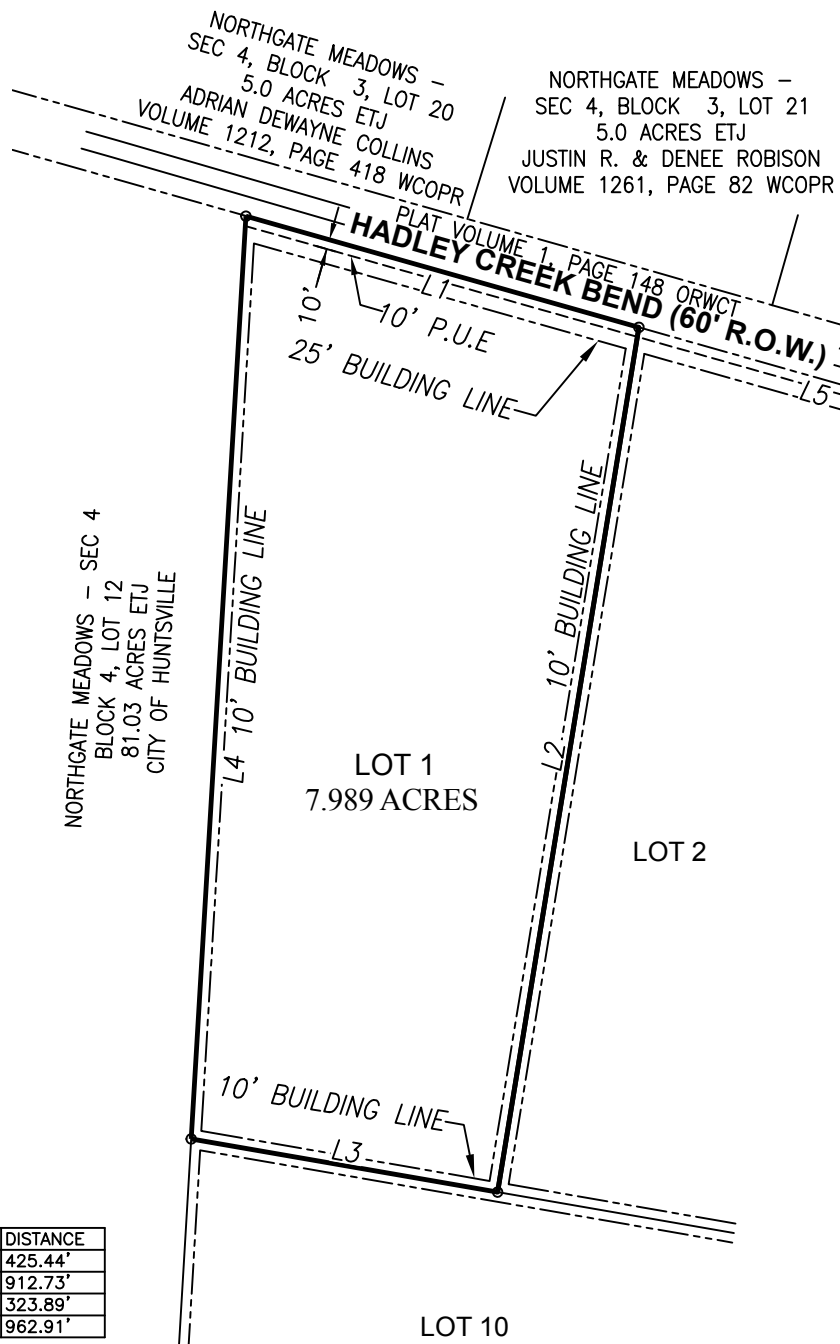 NORTHGATE MEADOWS –
SEC 4, BLOCK 3, LOT 20
5.0 ACRES ETJ
ADRIAN DEWAYNE COLLINS
VOLUME 1212, PAGE 418 WCOPR
NORTHGATE MEADOWS –
SEC 4, BLOCK 3, LOT 21
5.0 ACRES ETJ
JUSTIN R. & DENEE ROBISON
VOLUME 1261, PAGE 82 WCOPR
PLAT VOLUME 1, PAGE 148 ORWCT
HADLEY CREEK BEND (60' R.O.W.)
L1
10'
10' P.U.E
25' BUILDING LINE
L5
NORTHGATE MEADOWS – SEC 4
BLOCK 4, LOT 12
81.03 ACRES ETJ
CITY OF HUNTSVILLE
L4 10' BUILDING LINE
10' BUILDING LINE
L2
LOT 1
7.989 ACRES
LOT 2
10' BUILDING LINE
L3
DISTANCE
425.44'
912.73'
323.89'
962.91'
LOT 10